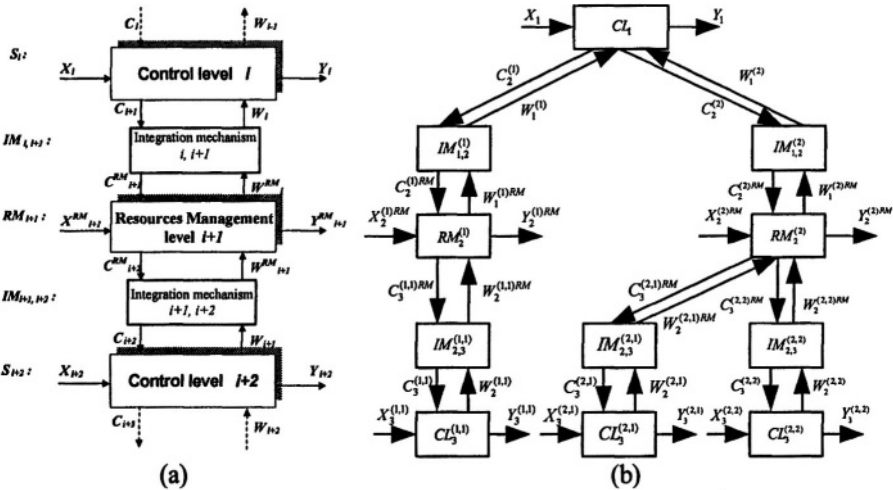 C_i
W_{i-1}
S_i:
X_i
Control level i
Y_i
C_{i+1}
W_i
IM_{i, i+1}:
Integration mechanism
i, i+1
C^{RM}_{i+1}
W^{RM}_i
RM_{i+1}:
X^{RM}_{i+1}
Resources Management
level i+1
Y^{RM}_{i+1}
C^{RM}_{i+2}
W^{RM}_{i+1}
IM_{i+1, i+2}:
Integration mechanism
i+1, i+2
C_{i+2}
W_{i+1}
S_{i+2}:
X_{i+2}
Control level i+2
Y_{i+2}
C_{i+3}
W_{i+2}
(a)
X_1
CL_1
Y_1
C_2^{(1)}
W_1^{(1)}
W_1^{(2)}
C_2^{(2)}
IM_{1,2}^{(1)}
IM_{1,2}^{(2)}
C_2^{(1)RM}
W_1^{(1)RM}
C_2^{(2)RM}
W_1^{(2)RM}
X_2^{(1)RM}
RM_2^{(1)}
Y_2^{(1)RM}
X_2^{(2)RM}
RM_2^{(2)}
Y_2^{(2)RM}
C_3^{(1,1)RM}
W_2^{(1,1)RM}
C_3^{(2,1)RM}
W_2^{(2,1)RM}
C_3^{(2,2)RM}
W_2^{(2,2)RM}
IM_{2,3}^{(1,1)}
IM_{2,3}^{(2,1)}
IM_{2,3}^{(2,2)}
C_3^{(1,1)}
W_2^{(1,1)}
C_3^{(2,1)}
W_2^{(2,1)}
C_3^{(2,2)}
W_2^{(2,2)}
X_3^{(1,1)}
CL_3^{(1,1)}
Y_3^{(1,1)}
X_3^{(2,1)}
CL_3^{(2,1)}
Y_3^{(2,1)}
X_3^{(2,2)}
CL_3^{(2,2)}
Y_3^{(2,2)}
(b)